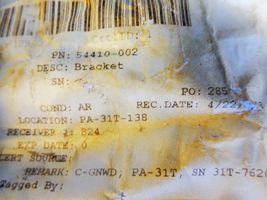 PN: 54410-002
DESC: Bracket
SN:
PO: 285
COND: AR REC.DATE: 4/22/
LOCATION: PA-31T-138
RECEIVER #: 824
EXP DATE: 0
CERT SOURCE:
REMARK: C-GNWD, PA-31T, SN 31T-7620
Tagged By: